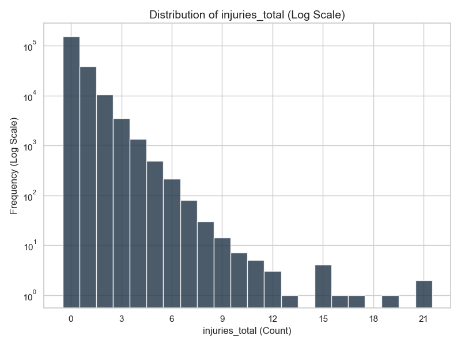 Distribution of injuries_total (Log Scale)
Frequency (Log Scale)
10^5
10^4
10^3
10^2
10^1
10^0
0 3 6 9 12 15 18 21
injuries_total (Count)